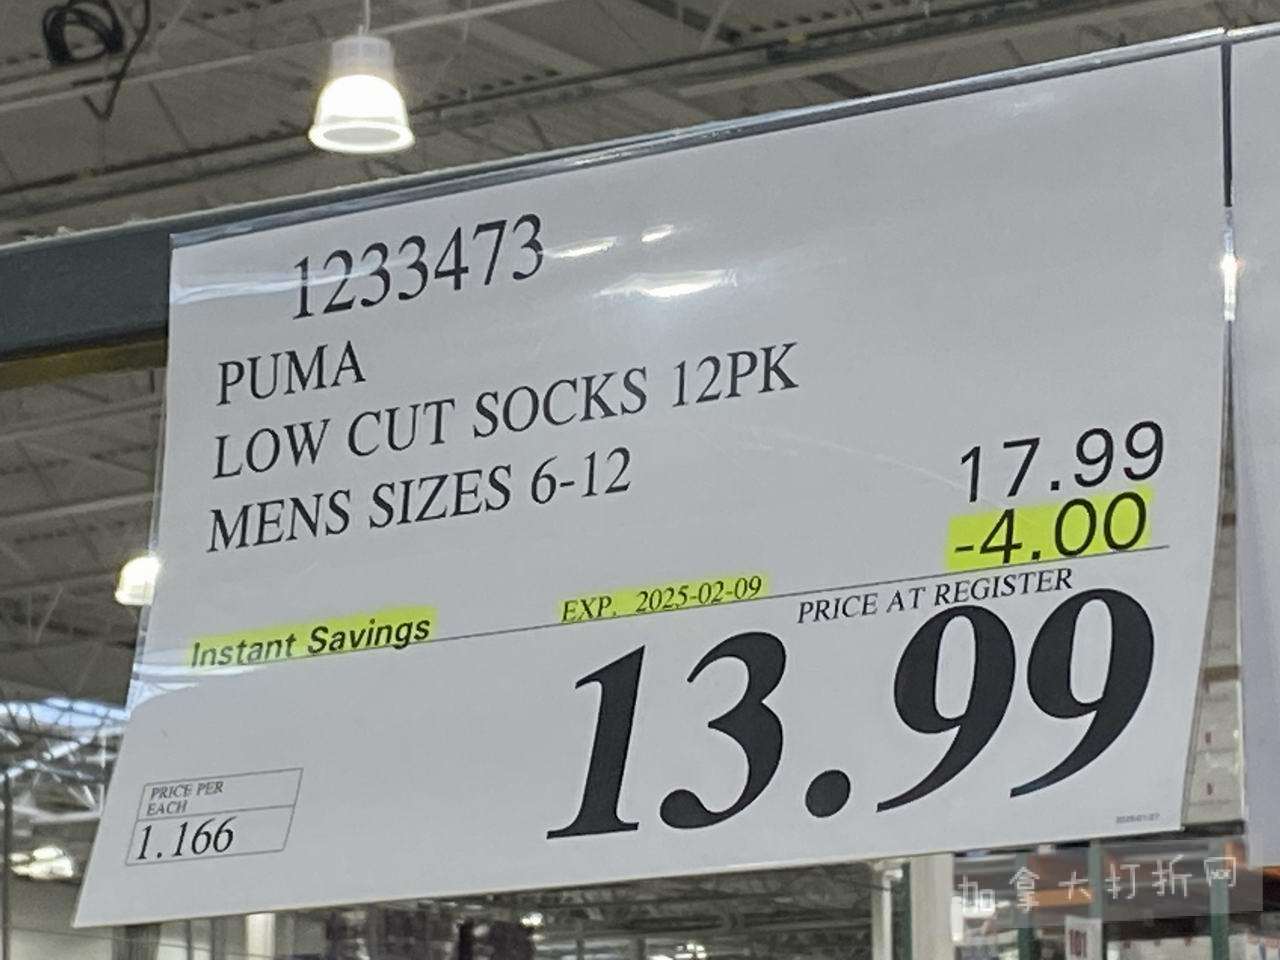 1233473
PUMA
LOW CUT SOCKS 12PK
MENS SIZES 6-12
17.99
-4.00
Instant Savings
EXP. 2025-02-09
PRICE AT REGISTER
13.99
PRICE PER
EACH
1.166
加拿大打折网
101